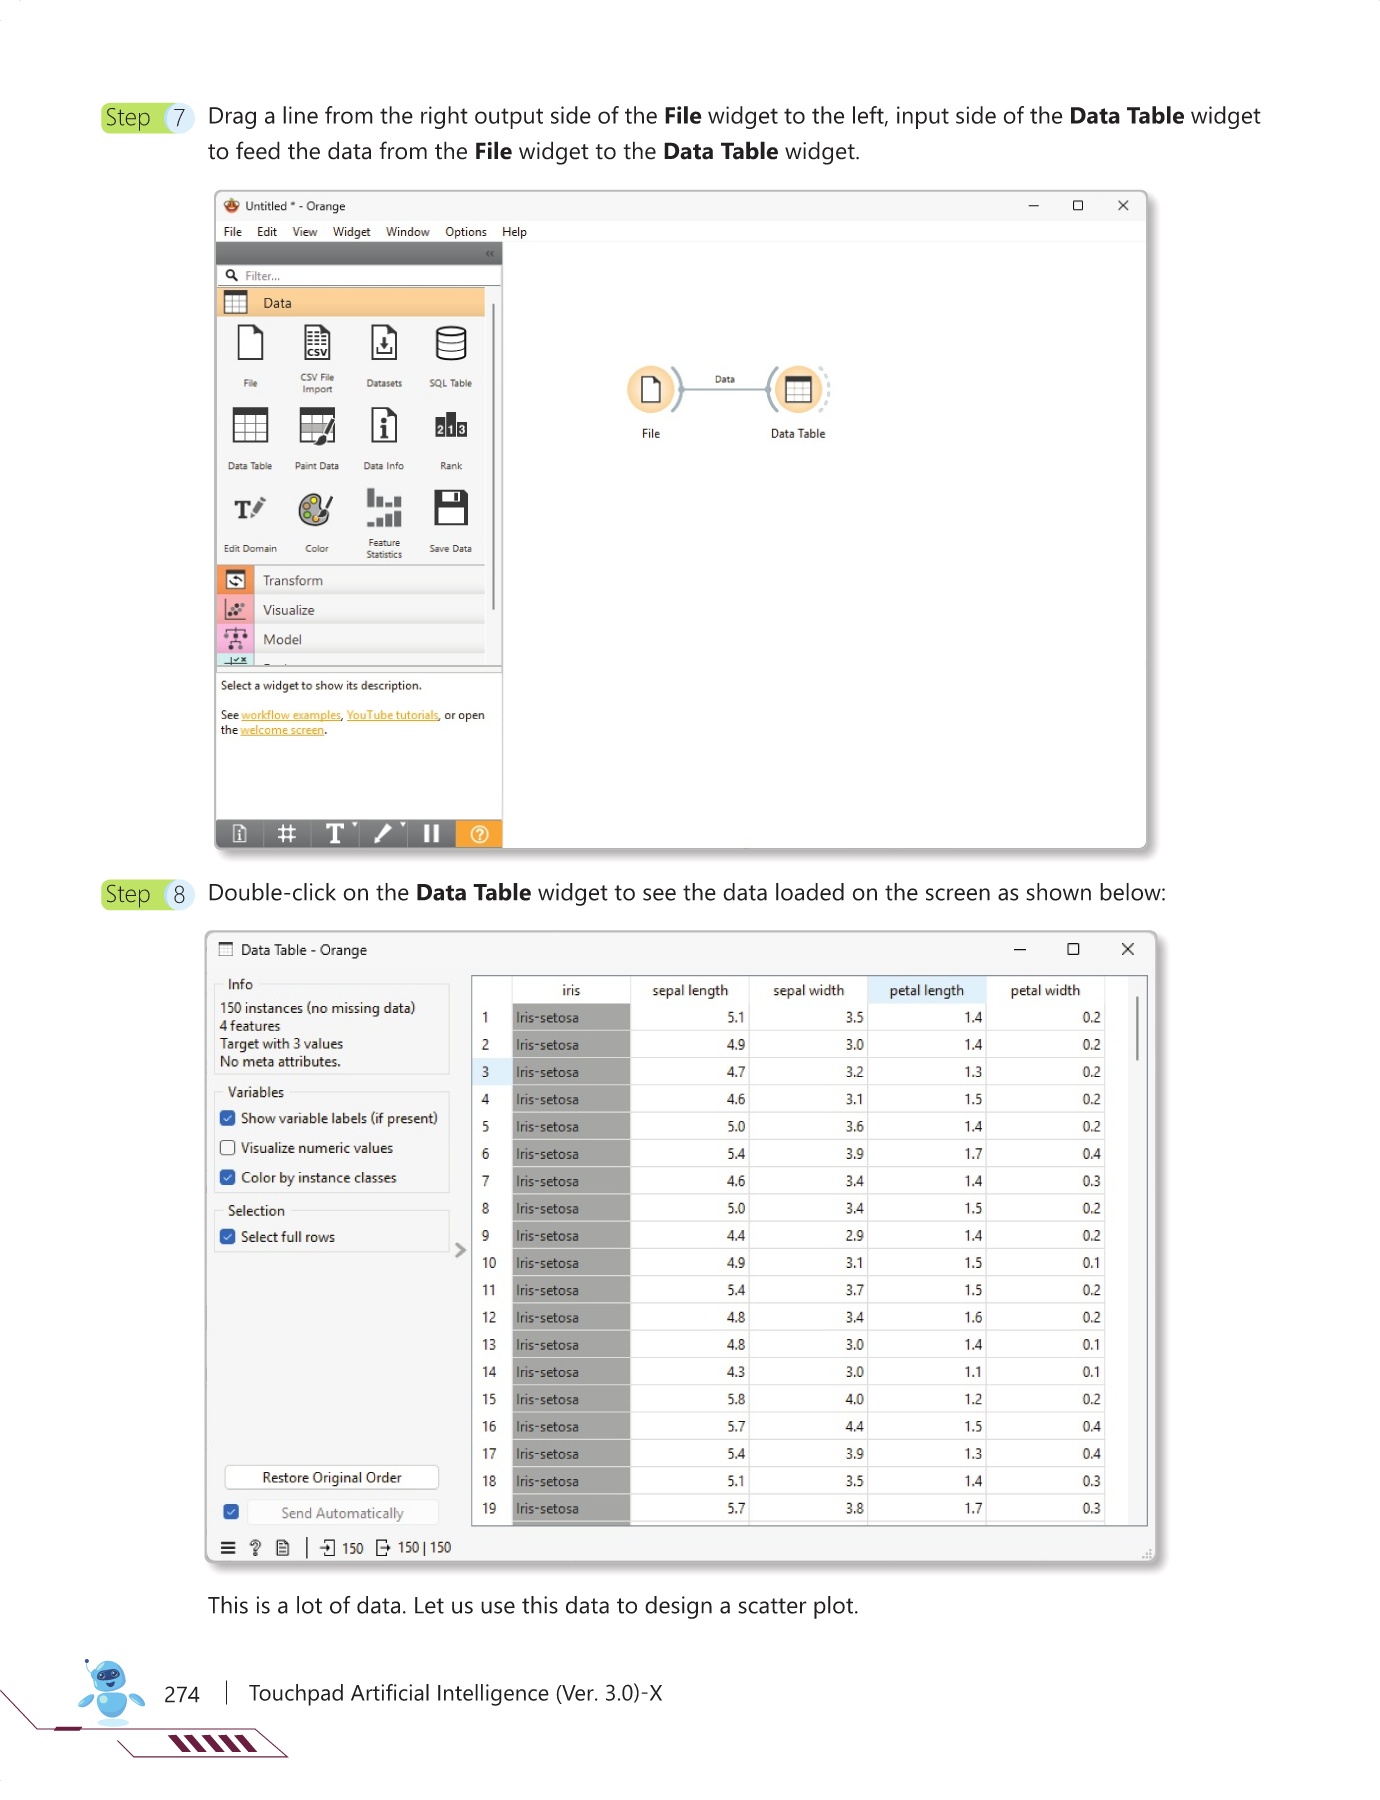 Step 7 Drag a line from the right output side of the File widget to the left, input side of the Data Table widget
to feed the data from the File widget to the Data Table widget.
Untitled * - Orange
File Edit View Widget Window Options Help
Filter...
Data
File CSV File Import Datasets SQL Table
Data Table Paint Data Data Info Rank
Edit Domain Color Feature Statistics Save Data
Transform
Visualize
Model
Select a widget to show its description.
See workflow examples, YouTube tutorials, or open
the welcome screen.
Data
File Data Table
Step 8 Double-click on the Data Table widget to see the data loaded on the screen as shown below:
Data Table - Orange
Info
150 instances (no missing data)
4 features
Target with 3 values
No meta attributes.
Variables
Show variable labels (if present)
Visualize numeric values
Color by instance classes
Selection
Select full rows
Restore Original Order
Send Automatically
150 150 | 150
iris sepal length sepal width petal length petal width
1 Iris-setosa 5.1 3.5 1.4 0.2
2 Iris-setosa 4.9 3.0 1.4 0.2
3 Iris-setosa 4.7 3.2 1.3 0.2
4 Iris-setosa 4.6 3.1 1.5 0.2
5 Iris-setosa 5.0 3.6 1.4 0.2
6 Iris-setosa 5.4 3.9 1.7 0.4
7 Iris-setosa 4.6 3.4 1.4 0.3
8 Iris-setosa 5.0 3.4 1.5 0.2
9 Iris-setosa 4.4 2.9 1.4 0.2
10 Iris-setosa 4.9 3.1 1.5 0.1
11 Iris-setosa 5.4 3.7 1.5 0.2
12 Iris-setosa 4.8 3.4 1.6 0.2
13 Iris-setosa 4.8 3.0 1.4 0.1
14 Iris-setosa 4.3 3.0 1.1 0.1
15 Iris-setosa 5.8 4.0 1.2 0.2
16 Iris-setosa 5.7 4.4 1.5 0.4
17 Iris-setosa 5.4 3.9 1.3 0.4
18 Iris-setosa 5.1 3.5 1.4 0.3
19 Iris-setosa 5.7 3.8 1.7 0.3
This is a lot of data. Let us use this data to design a scatter plot.
274 | Touchpad Artificial Intelligence (Ver. 3.0)-X